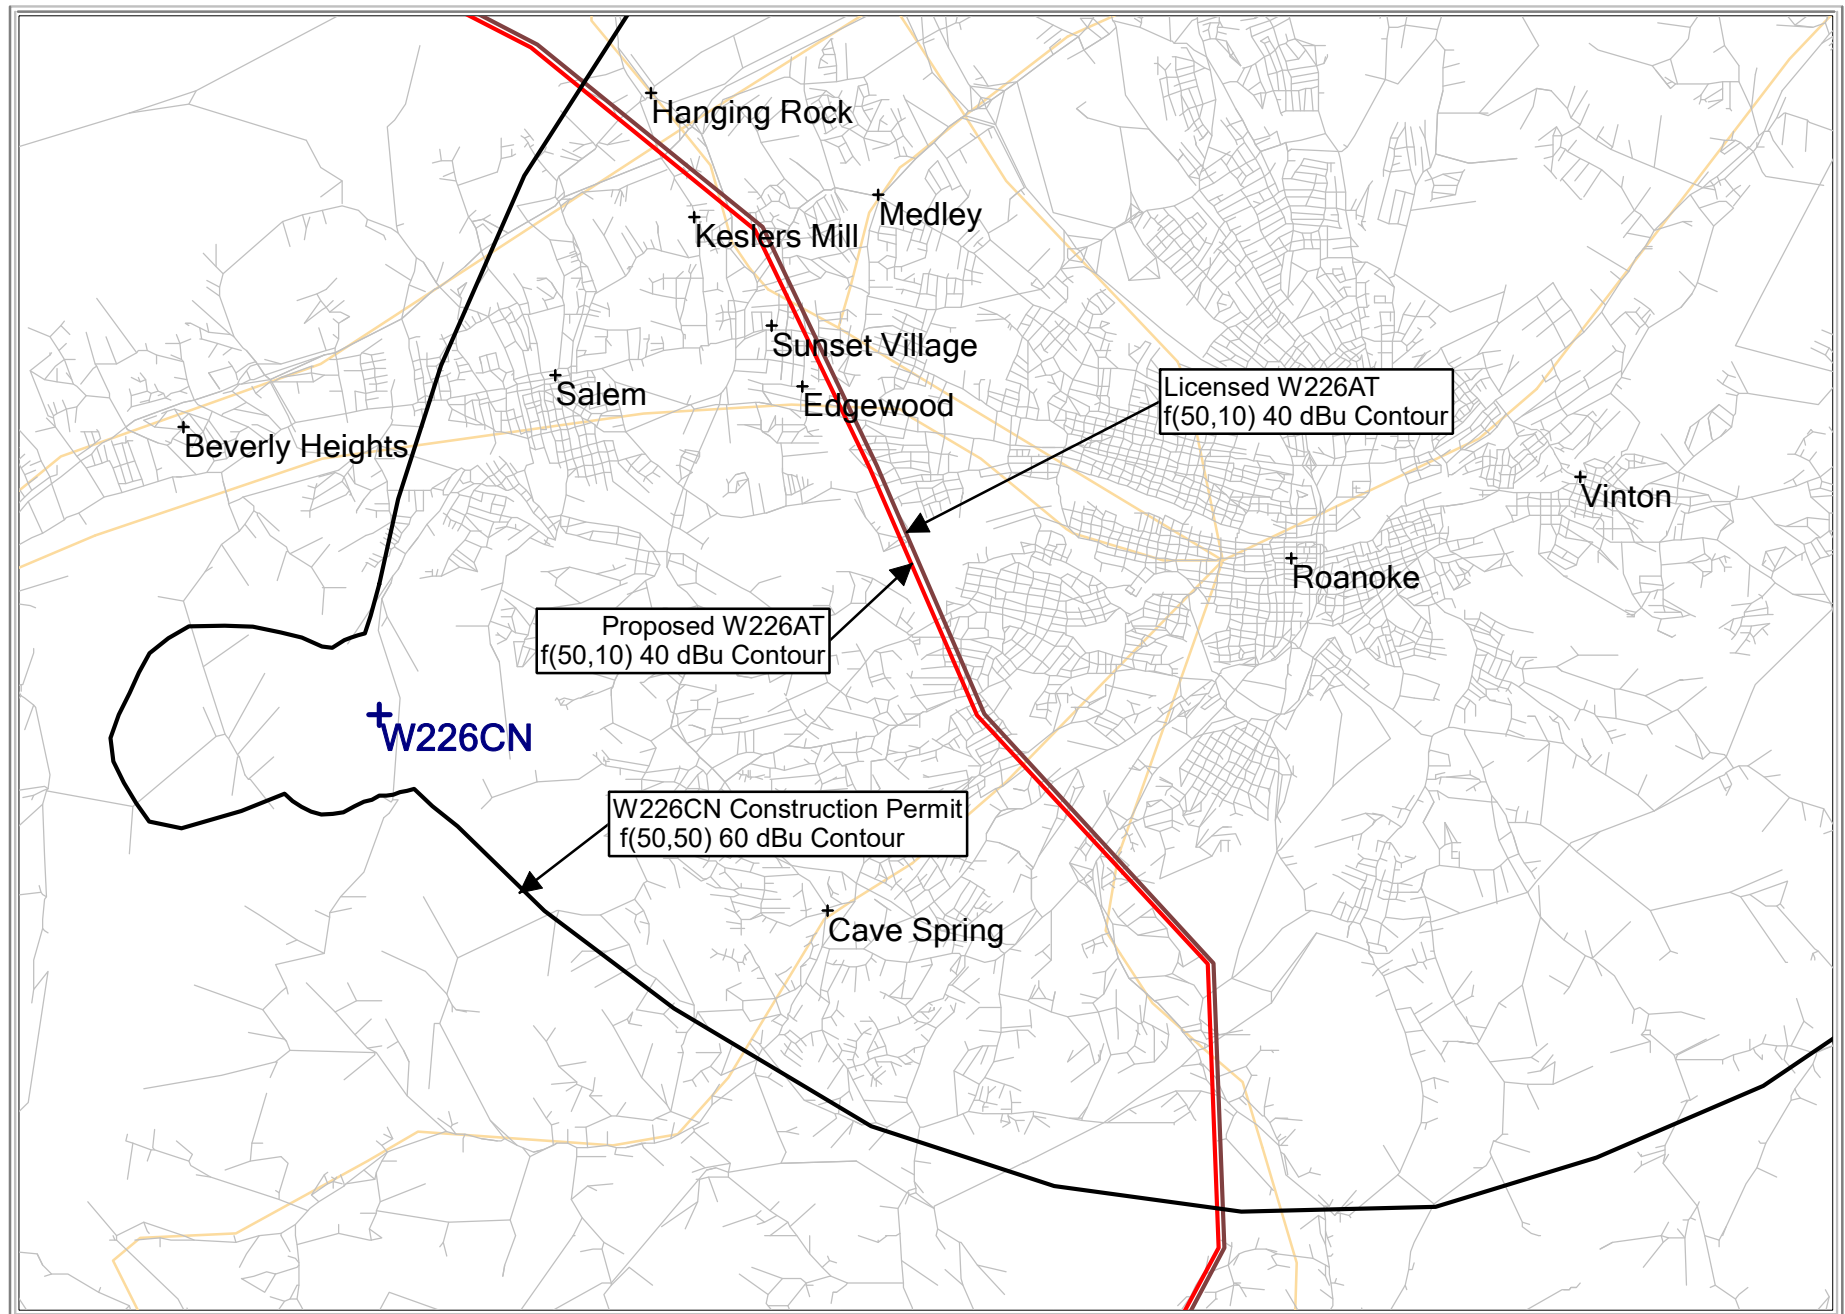 Hanging Rock
Medley
Keslers Mill
Sunset Village
Salem
Edgewood
Licensed W226AT
f(50,10) 40 dBu Contour
Beverly Heights
Vinton
Roanoke
Proposed W226AT
f(50,10) 40 dBu Contour
W226CN
W226CN Construction Permit
f(50,50) 60 dBu Contour
Cave Spring